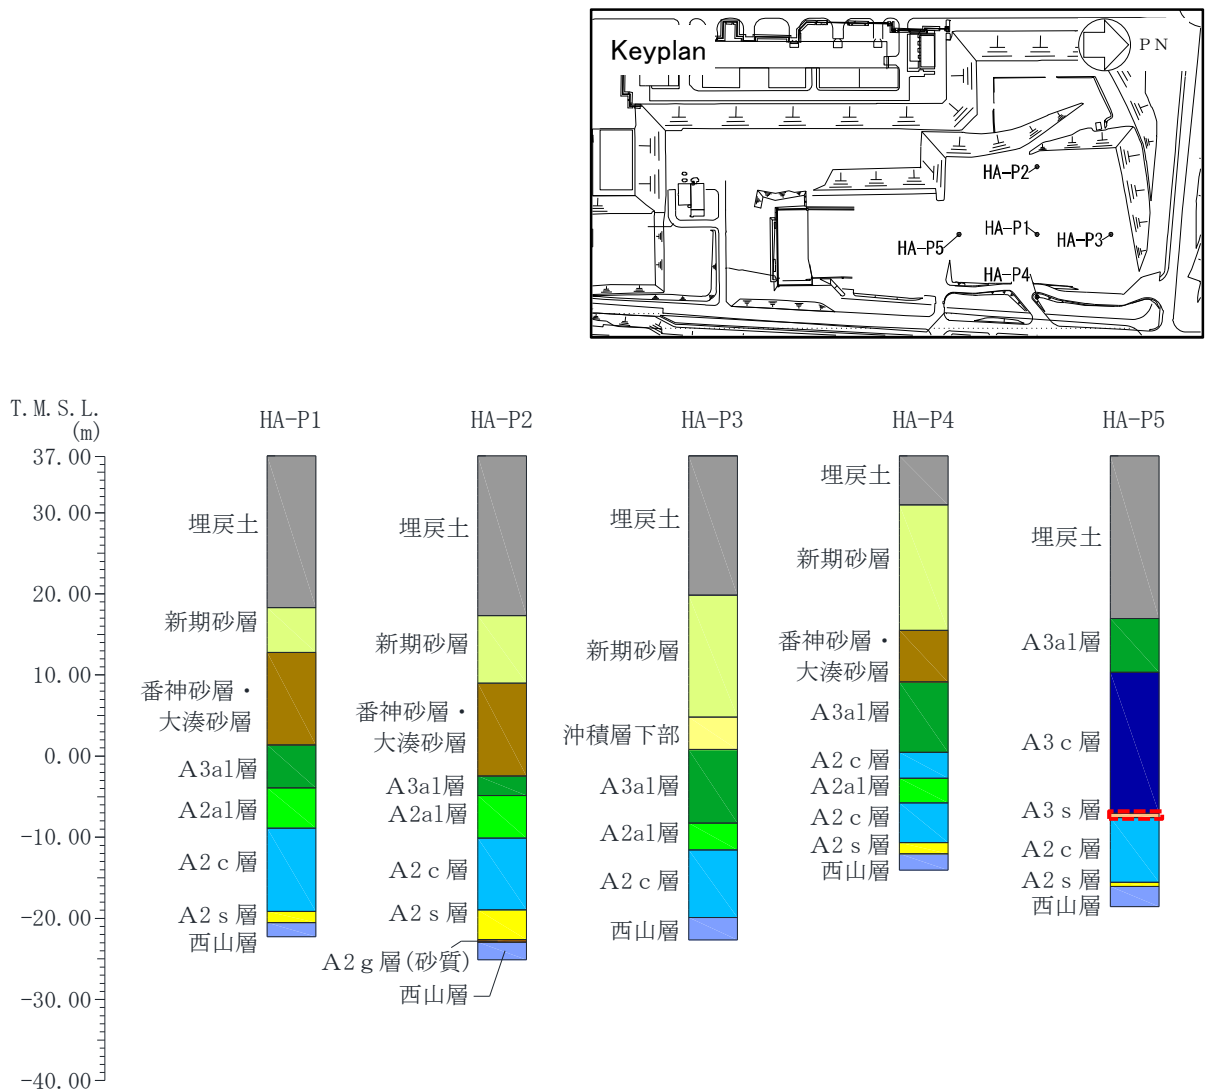 Keyplan
PN
HA-P2
HA-P1
HA-P3
HA-P5
HA-P4
T.M.S.L.
(m)
37.00
30.00
20.00
10.00
0.00
-10.00
-20.00
-30.00
-40.00
HA-P1
埋戻土
新期砂層
番神砂層・
大湊砂層
A3al層
A2al層
A2c層
A2s層
西山層
HA-P2
埋戻土
新期砂層
番神砂層・
大湊砂層
A3al層
A2al層
A2c層
A2s層
A2g層(砂質)
西山層
HA-P3
埋戻土
新期砂層
沖積層下部
A3al層
A2al層
A2c層
西山層
HA-P4
埋戻土
新期砂層
番神砂層・
大湊砂層
A3al層
A2c層
A2al層
A2c層
A2s層
西山層
HA-P5
埋戻土
A3al層
A3c層
A3s層
A2c層
A2s層
西山層